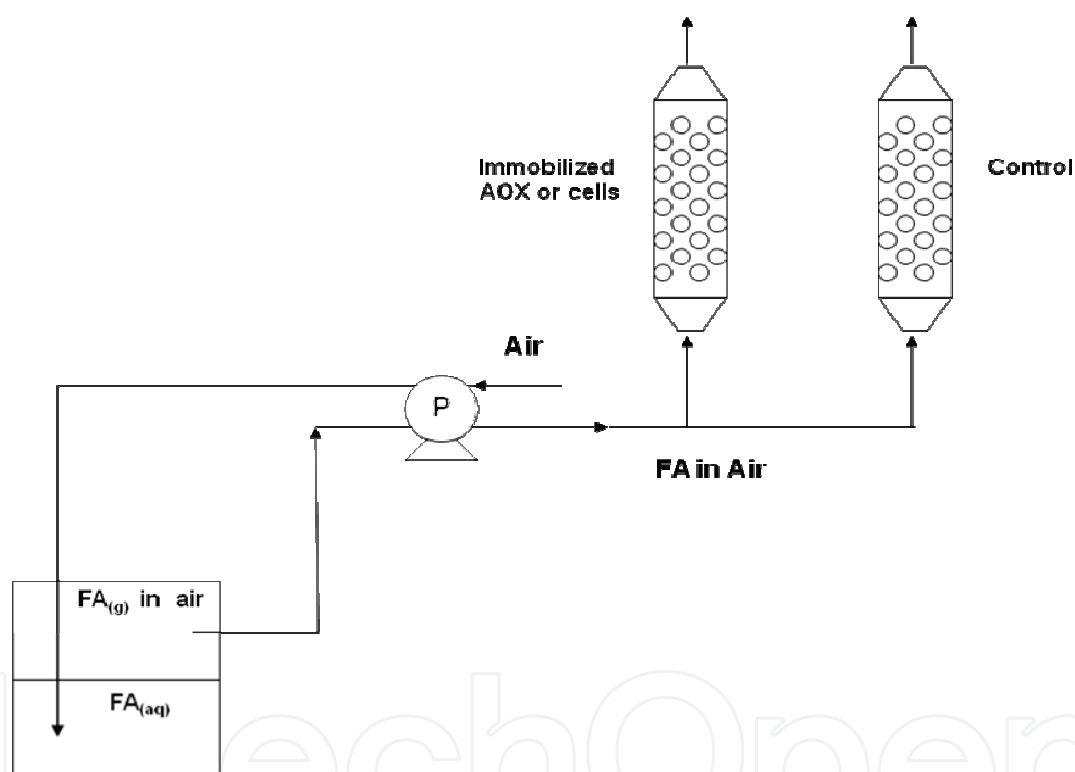 Immobilized
AOX or cells
Control
Air
P
FA in Air
FA(g) in air
FA(aq)